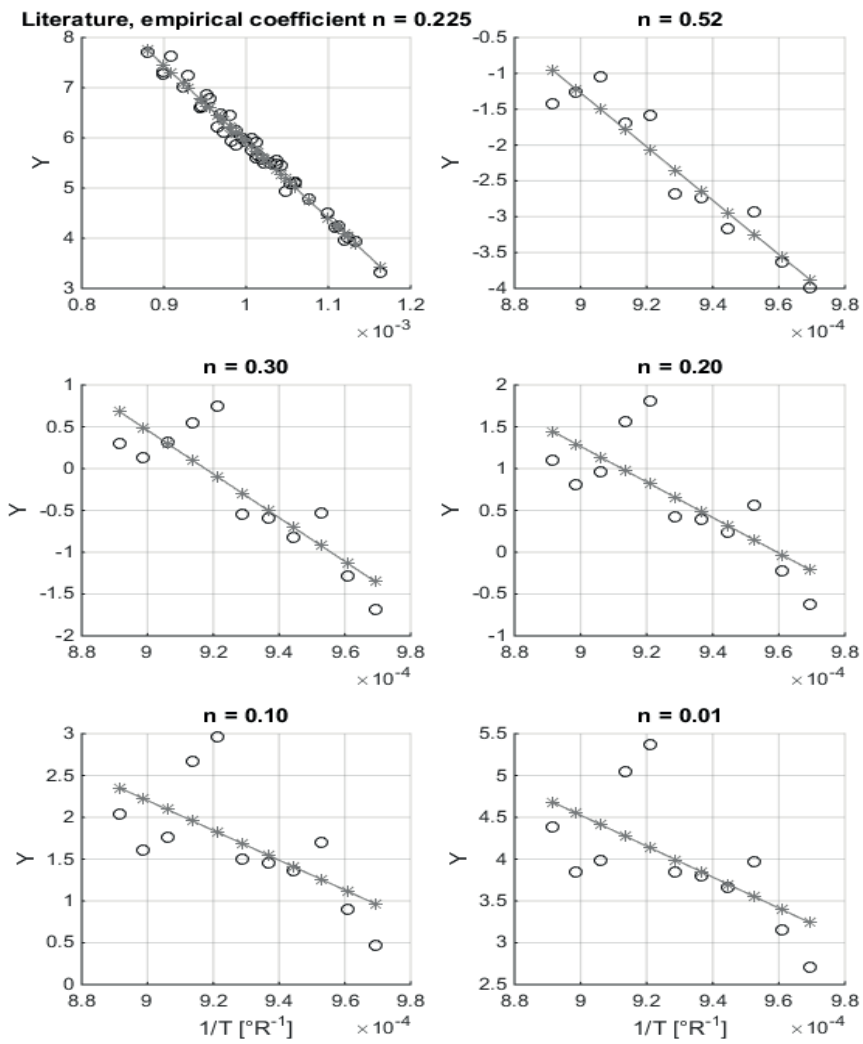 Literature, empirical coefficient n = 0.225
8
7
6
5
4
3
Y
0.8 0.9 1 1.1 1.2
×10-3
n = 0.52
-0.5
-1
-1.5
-2
-2.5
-3
-3.5
-4
Y
8.8 9 9.2 9.4 9.6 9.8
×10-4
n = 0.30
1
0.5
0
-0.5
-1
-1.5
-2
Y
8.8 9 9.2 9.4 9.6 9.8
×10-4
n = 0.20
2
1.5
1
0.5
0
-0.5
-1
Y
8.8 9 9.2 9.4 9.6 9.8
×10-4
n = 0.10
3
2.5
2
1.5
1
0.5
0
Y
8.8 9 9.2 9.4 9.6 9.8
1/T [°R-1]
×10-4
n = 0.01
5.5
5
4.5
4
3.5
3
2.5
Y
8.8 9 9.2 9.4 9.6 9.8
1/T [°R-1]
×10-4